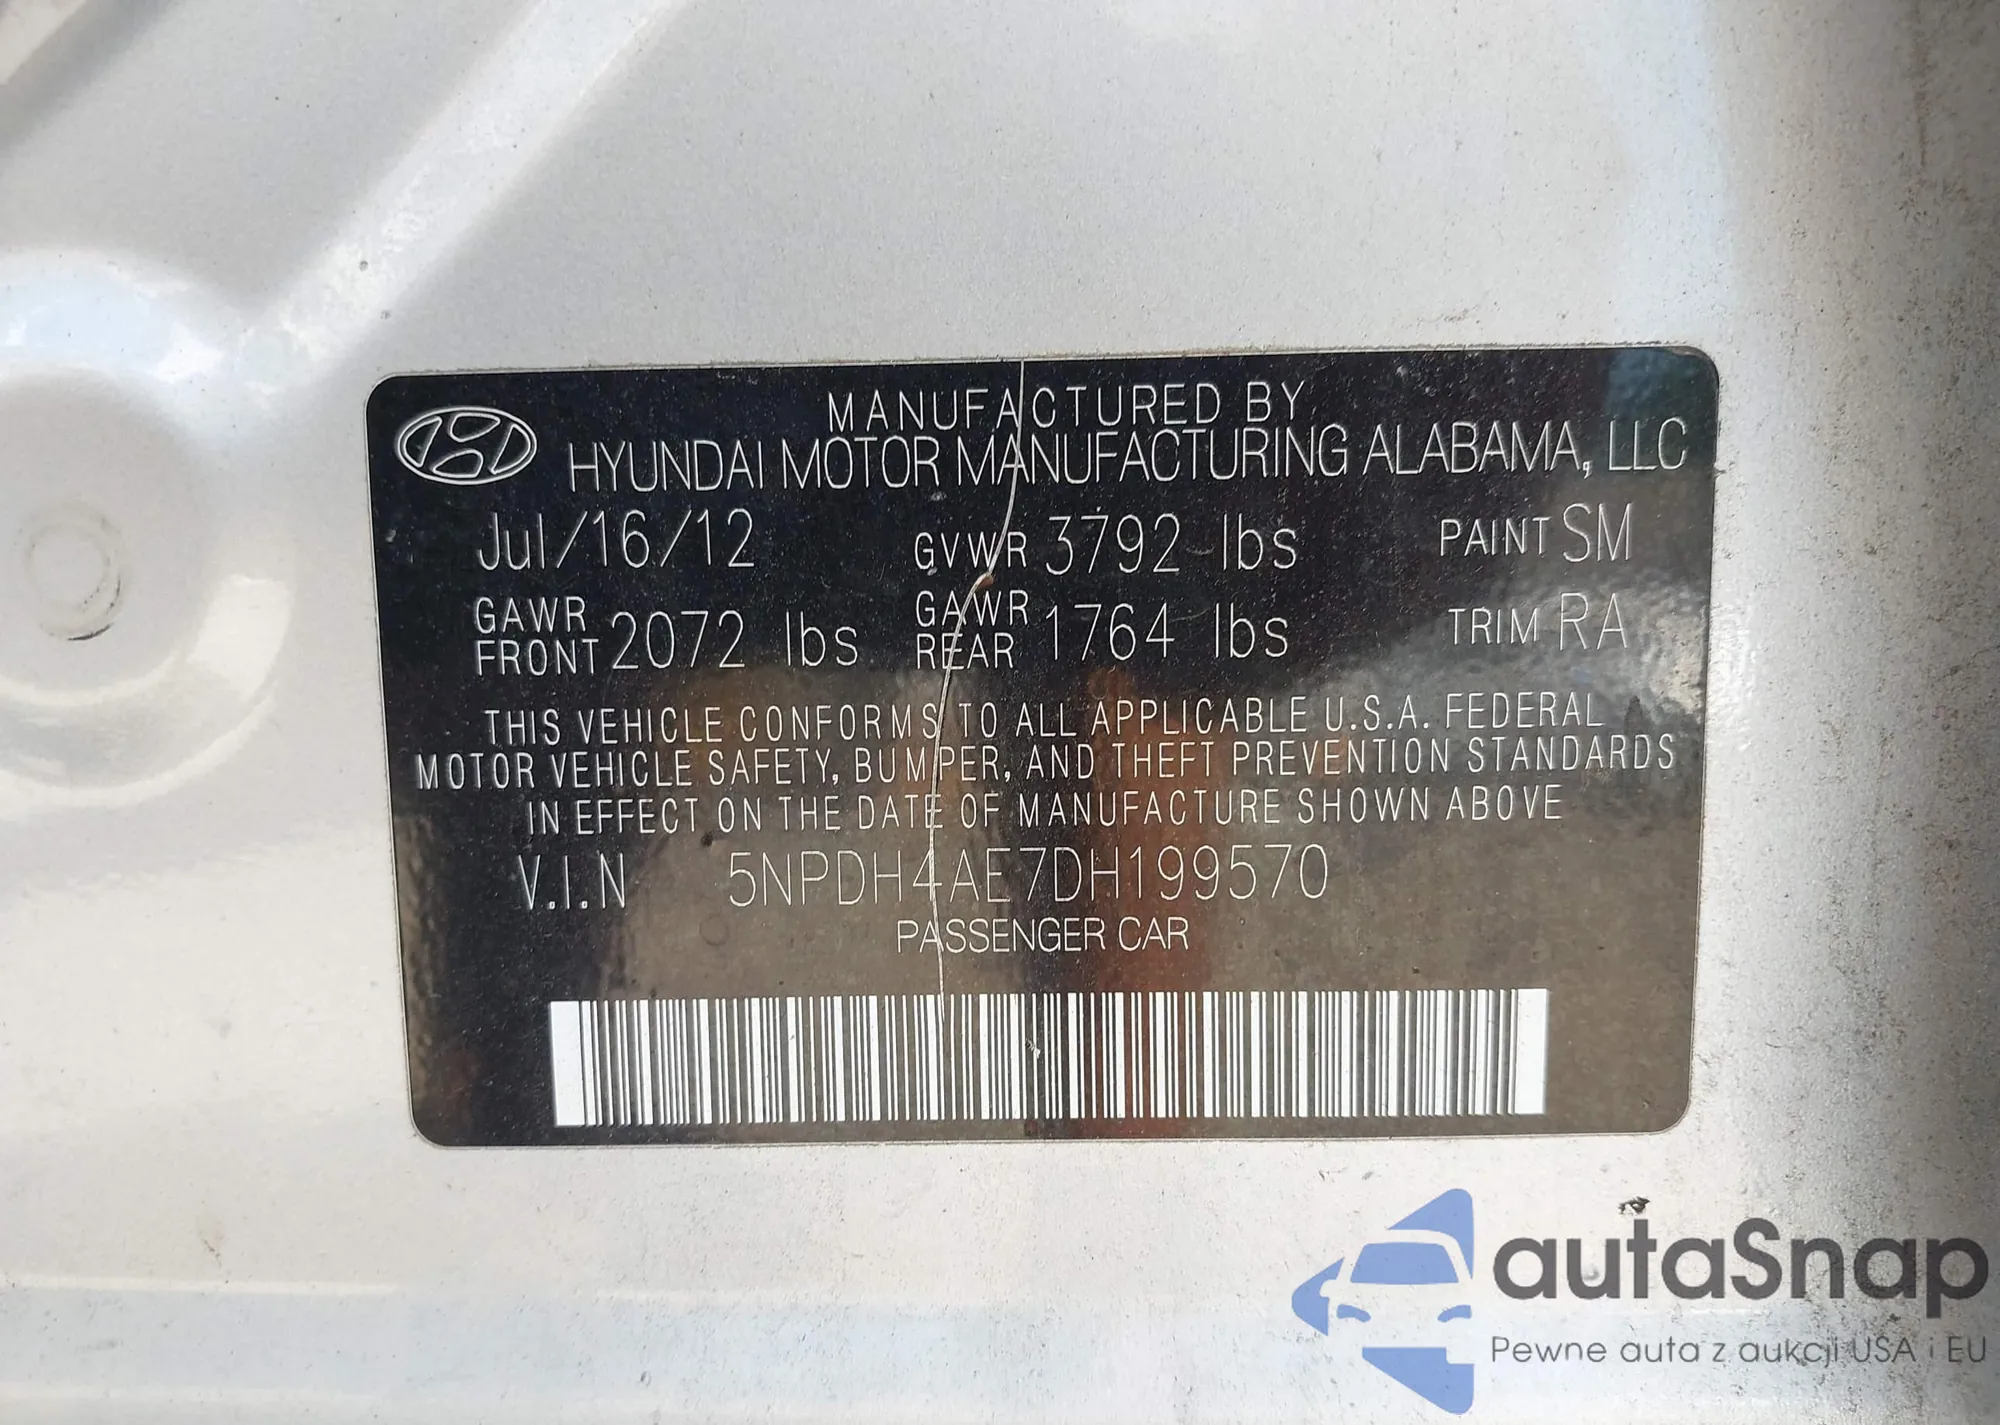 MANUFACTURED BY
HYUNDAI MOTOR MANUFACTURING ALABAMA, LLC
Jul/16/12 GVWR 3792 lbs PAINT SM
GAWR FRONT 2072 lbs GAWR REAR 1764 lbs TRIM RA
THIS VEHICLE CONFORMS TO ALL APPLICABLE U.S.A. FEDERAL
MOTOR VEHICLE SAFETY, BUMPER, AND THEFT PREVENTION STANDARDS
IN EFFECT ON THE DATE OF MANUFACTURE SHOWN ABOVE
V.I.N 5NPDH4AE7DH199570
PASSENGER CAR
autaSnap
Pewne auta z aukcji USA i EU